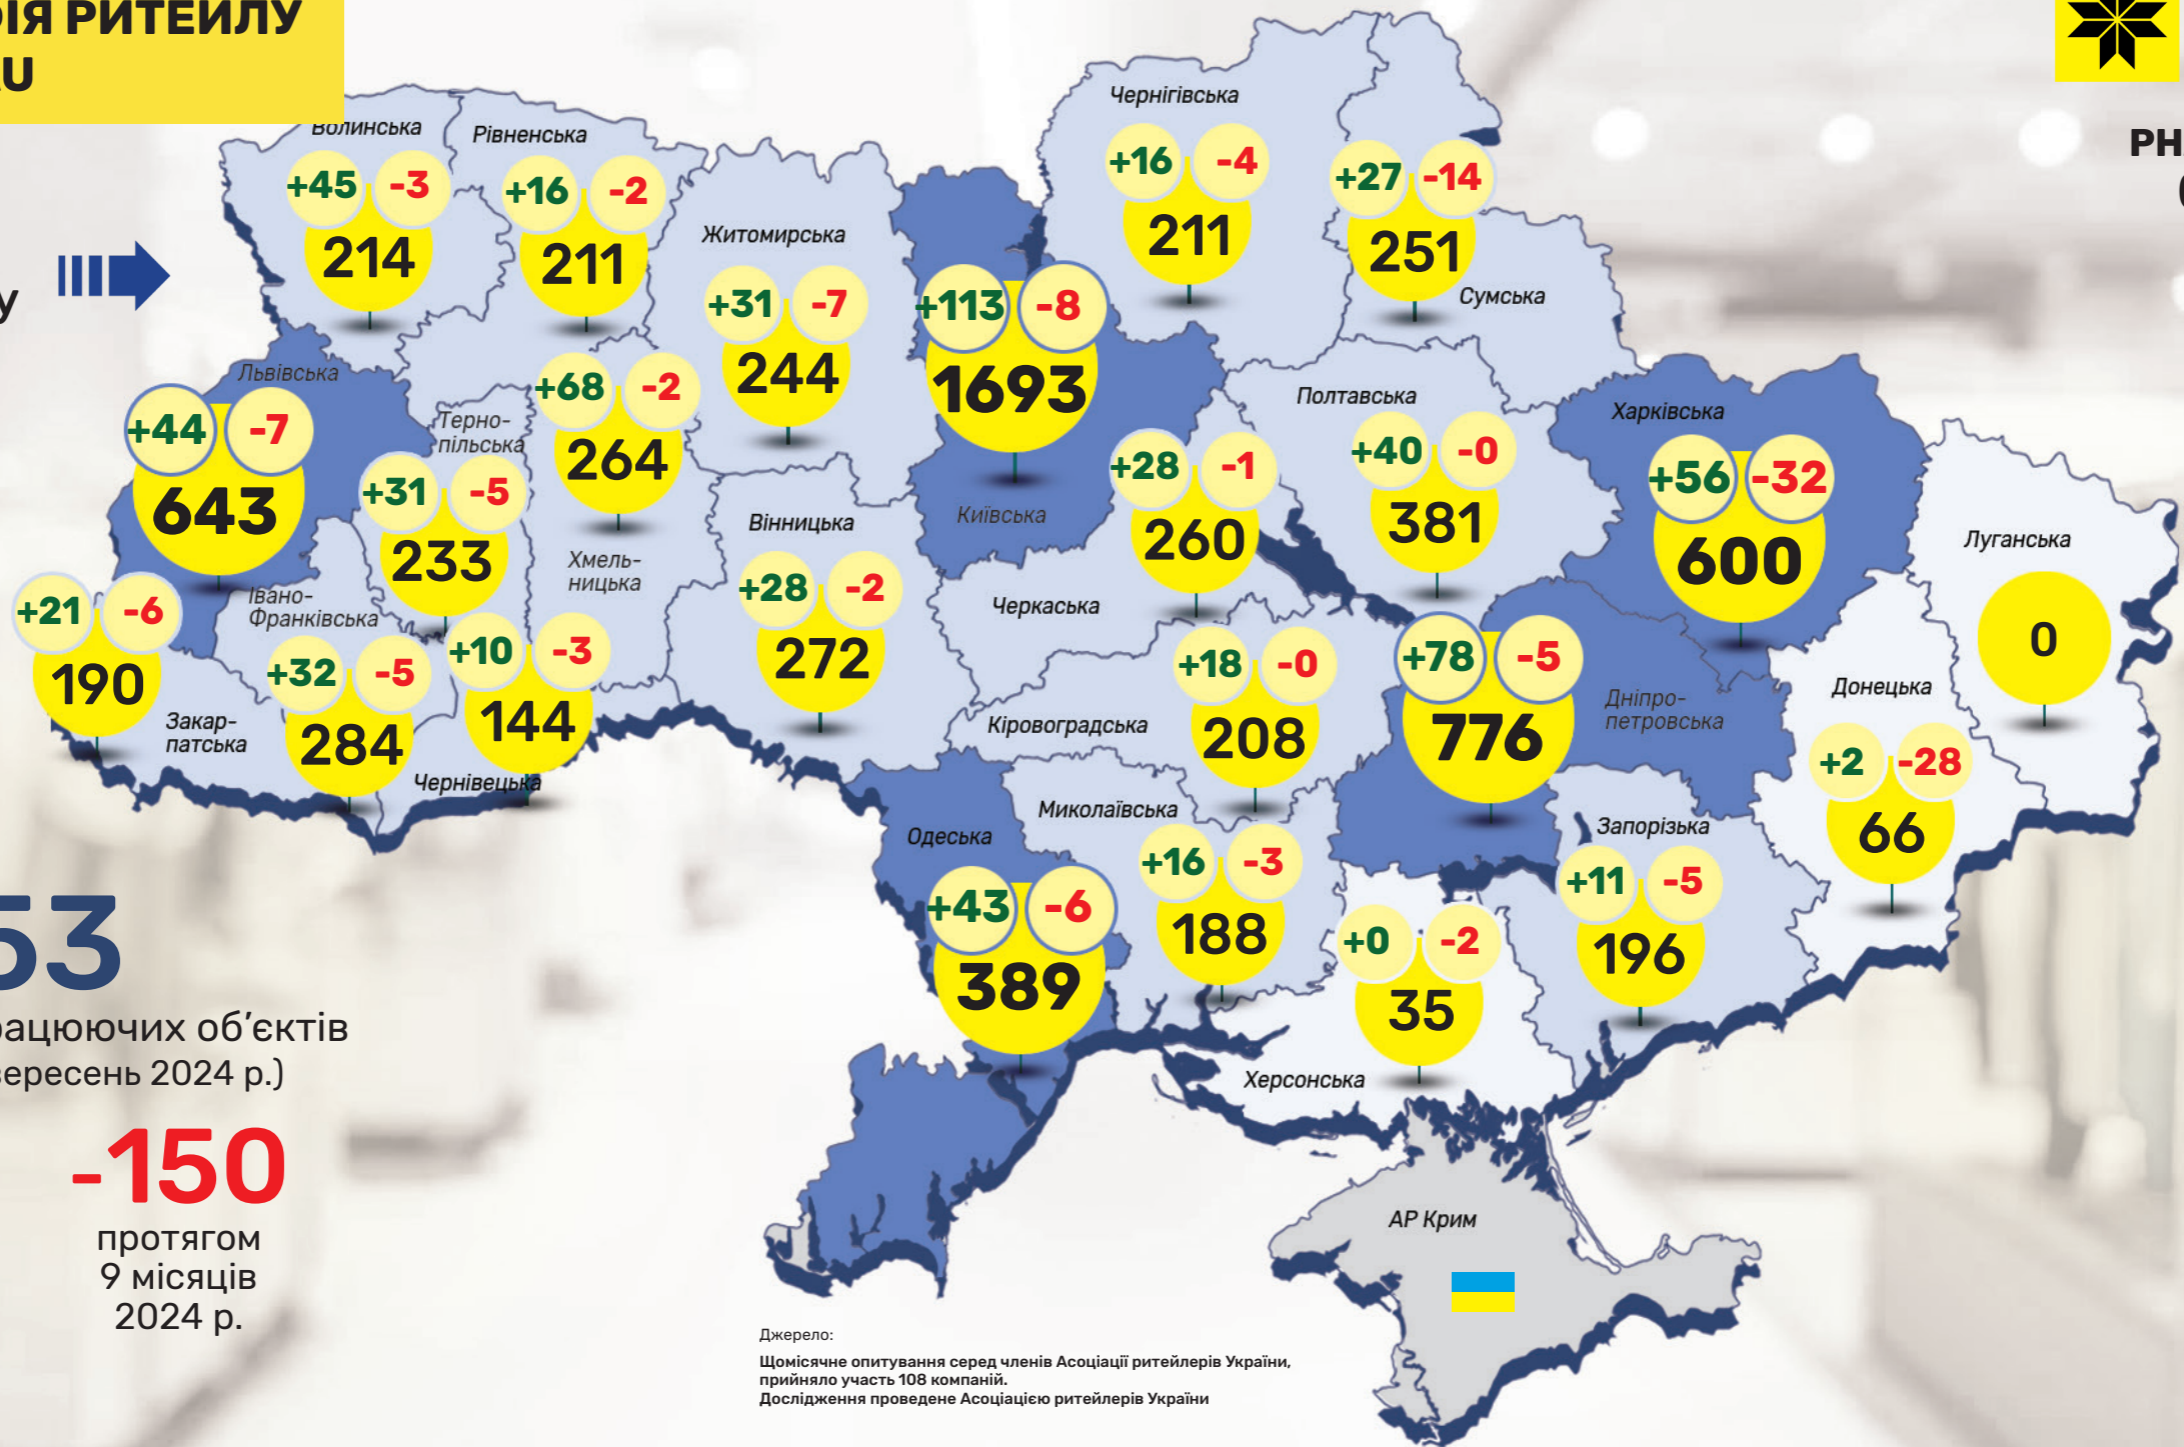 РИТЕЙЛУ
Волинська
+45 -3
214
Рівненська
+16 -2
211
Житомирська
+31 -7
244
+113 -8
1693
Київська
Чернігівська
+16 -4
211
+27 -14
251
Сумська
Львівська
+44 -7
643
Терно-
пільська
+31 -5
233
+68 -2
264
Хмель-
ницька
Вінницька
+28 -2
272
+28 -1
260
Черкаська
Полтавська
+40 -0
381
Харківська
+56 -32
600
Луганська
0
+21 -6
190
Закар-
патська
Івано-
Франківська
+32 -5
284
+10 -3
144
Чернівецька
+18 -0
208
Кіровоградська
+78 -5
776
Дніпро-
петровська
Донецька
+2 -28
66
Одеська
+43 -6
389
Миколаївська
+16 -3
188
+0 -2
35
Херсонська
Запорізька
+11 -5
196
АР Крим
53
об’єктів
2024 р.)
-150
протягом
9 місяців
2024 р.
Джерело:
Щомісячне опитування серед членів Асоціації ритейлерів України,
прийняло участь 108 компаній.
Дослідження проведене Асоціацією ритейлерів України